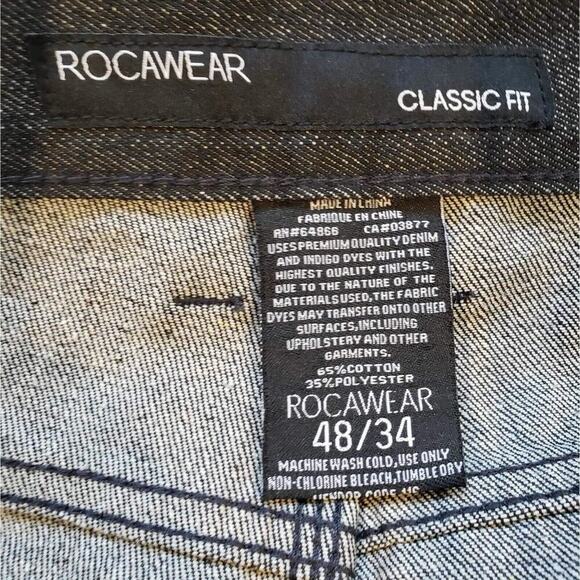 ROCAWEAR
CLASSIC FIT
MADE IN CHINA
FABRIQUE EN CHINE
RN#64866 CA#03877
USES PREMIUM QUALITY DENIM
AND INDIGO DYES WITH THE
HIGHEST QUALITY FINISHES.
DUE TO THE NATURE OF THE
MATERIALS USED, THE FABRIC
DYES MAY TRANSFER ONTO OTHER
SURFACES, INCLUDING
UPHOLSTERY AND OTHER
GARMENTS.
65%COTTON
35%POLYESTER
ROCAWEAR
48/34
MACHINE WASH COLD, USE ONLY
NON-CHLORINE BLEACH, TUMBLE DRY
VENDOR CODE